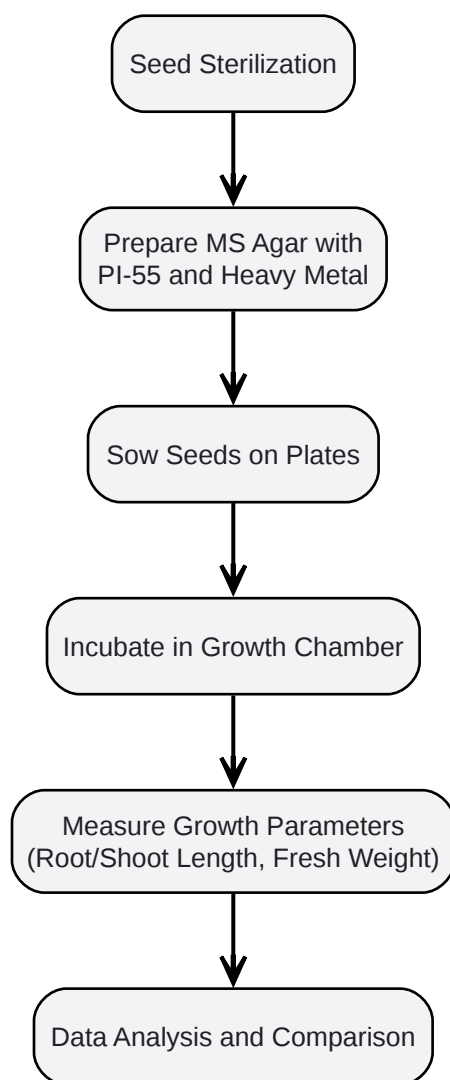 Seed Sterilization
Prepare MS Agar with
PI-55 and Heavy Metal
Sow Seeds on Plates
Incubate in Growth Chamber
Measure Growth Parameters
(Root/Shoot Length, Fresh Weight)
Data Analysis and Comparison